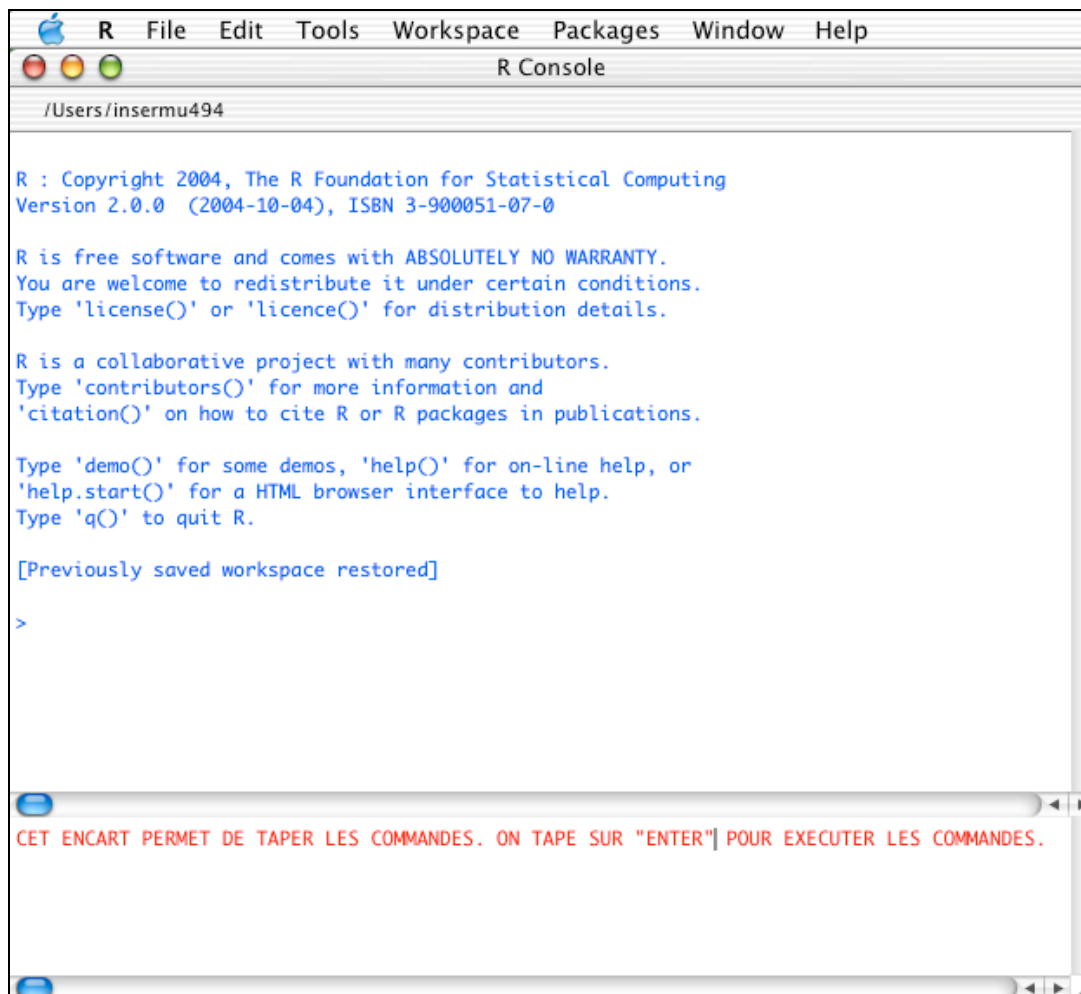 R File Edit Tools Workspace Packages Window Help
R Console
/Users/insermu494
R : Copyright 2004, The R Foundation for Statistical Computing
Version 2.0.0 (2004-10-04), ISBN 3-900051-07-0
R is free software and comes with ABSOLUTELY NO WARRANTY.
You are welcome to redistribute it under certain conditions.
Type 'license()' or 'licence()' for distribution details.
R is a collaborative project with many contributors.
Type 'contributors()' for more information and
'citation()' on how to cite R or R packages in publications.
Type 'demo()' for some demos, 'help()' for on-line help, or
'help.start()' for a HTML browser interface to help.
Type 'q()' to quit R.
[Previously saved workspace restored]
>
CET ENCART PERMET DE TAPER LES COMMANDES. ON TAPE SUR "ENTER" POUR EXECUTER LES COMMANDES.